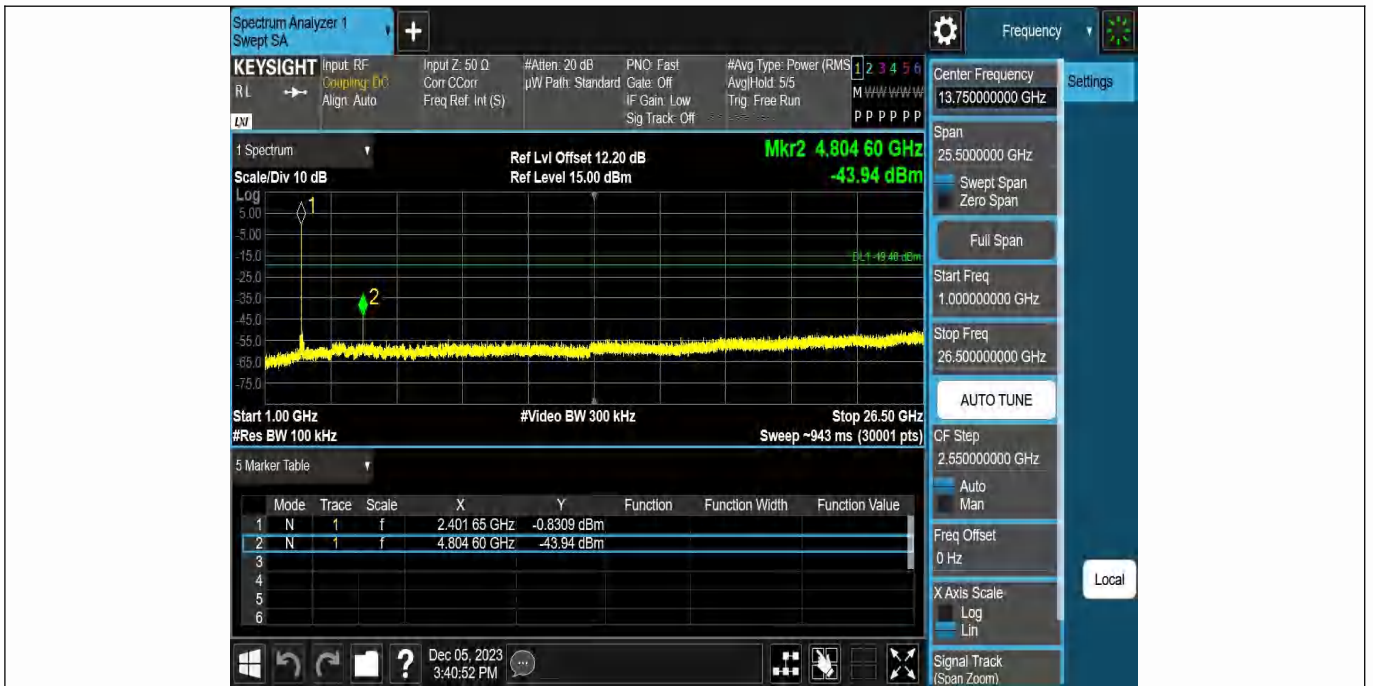 Spectrum Analyzer 1
Swept SA
+
Frequency
KEYSIGHT
RL
LXI
Input: RF
Coupling: DC
Align: Auto
Input Z: 50 Ω
Corr CCorr
Freq Ref: Int (S)
#Atten: 20 dB
µW Path: Standard
PNO: Fast
Gate: Off
IF Gain: Low
Sig Track: Off
#Avg Type: Power (RMS
Avg|Hold: 5/5
Trig: Free Run
1 2 3 4 5 6
M W W W W W
P P P P P P
1 Spectrum
Scale/Div 10 dB
Ref Lvl Offset 12.20 dB
Ref Level 15.00 dBm
Mkr2 4.804 60 GHz
-43.94 dBm
Log
5.00
-5.00
-15.0
-25.0
-35.0
-45.0
-55.0
-65.0
-75.0
1
2
DL1 -19.40 dBm
Start 1.00 GHz
#Res BW 100 kHz
#Video BW 300 kHz
Stop 26.50 GHz
Sweep ~943 ms (30001 pts)
5 Marker Table
Mode Trace Scale X Y Function Function Width Function Value
1 N 1 f 2.401 65 GHz -0.8309 dBm
2 N 1 f 4.804 60 GHz -43.94 dBm
3
4
5
6
?
Dec 05, 2023
3:40:52 PM
Center Frequency
13.750000000 GHz
Settings
Span
25.5000000 GHz
Swept Span
Zero Span
Full Span
Start Freq
1.000000000 GHz
Stop Freq
26.500000000 GHz
AUTO TUNE
CF Step
2.550000000 GHz
Auto
Man
Freq Offset
0 Hz
X Axis Scale
Log
Lin
Signal Track
(Span Zoom)
Local